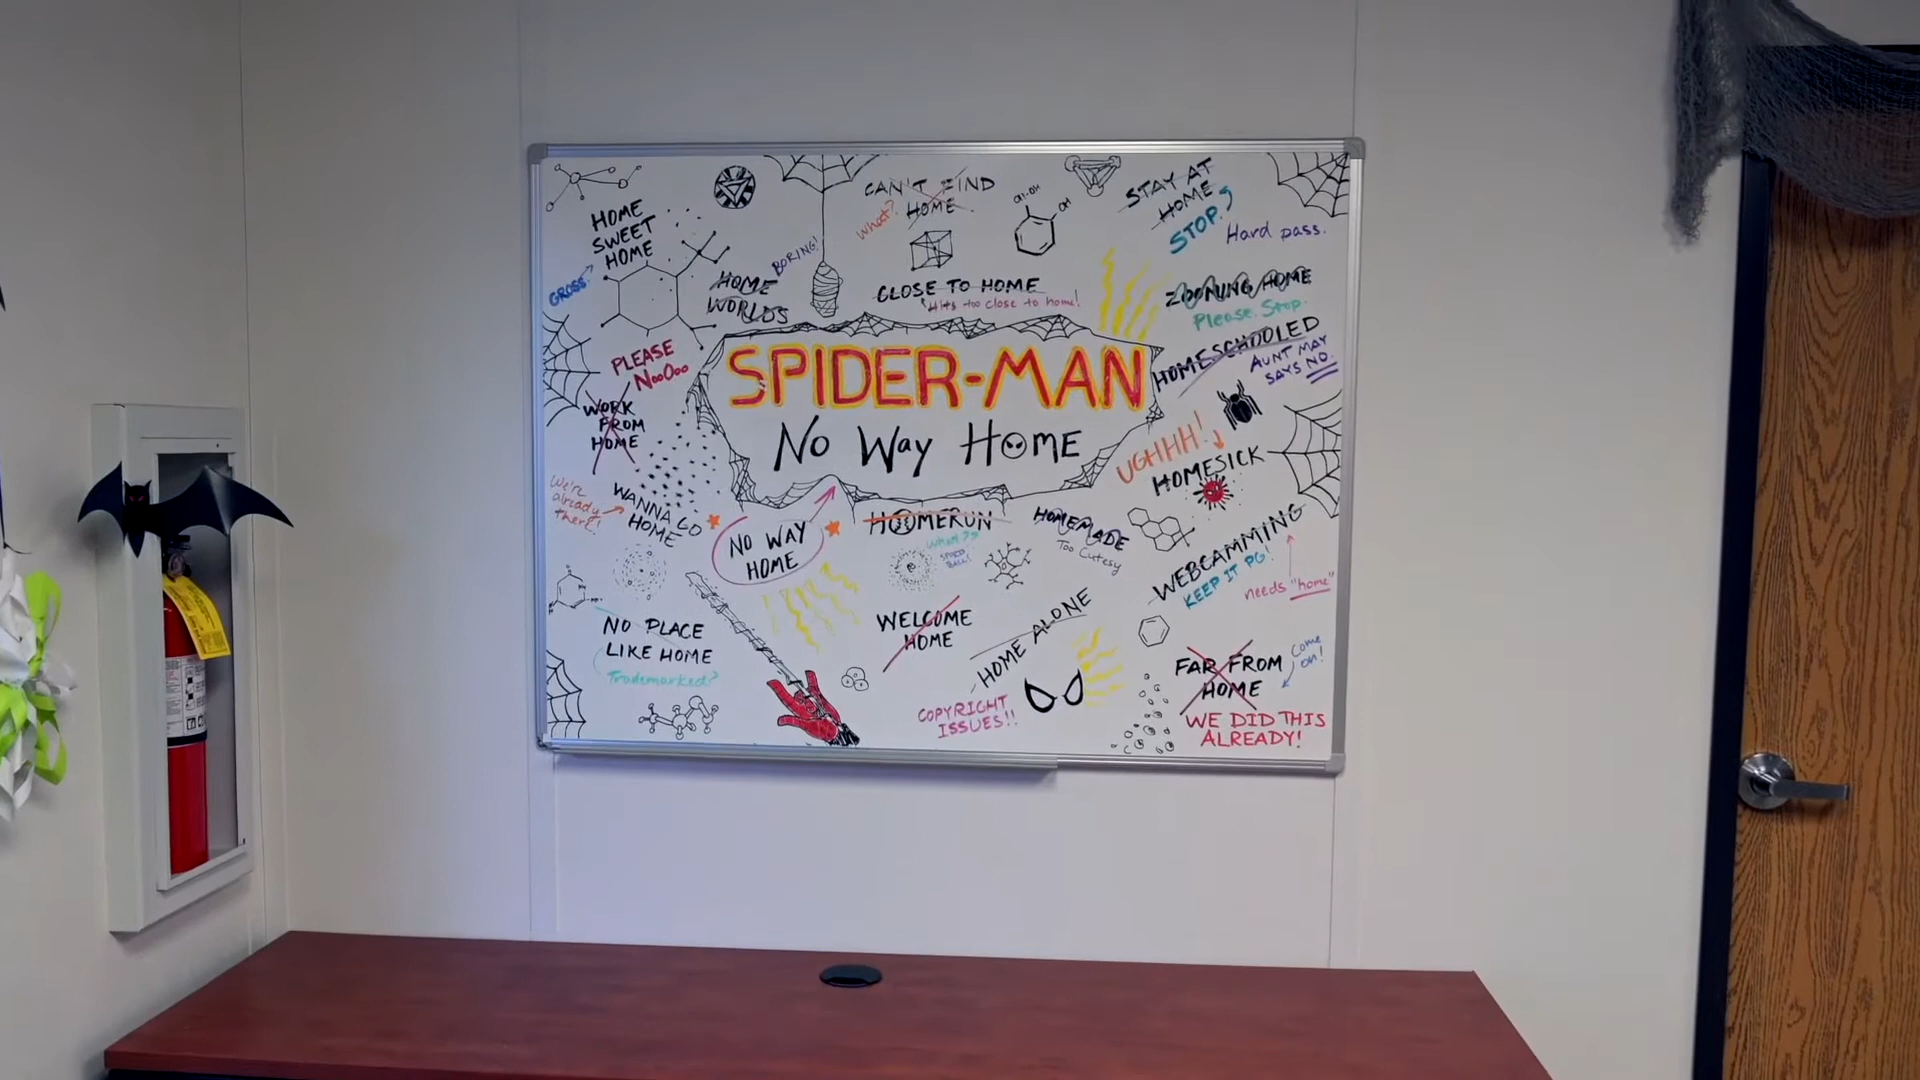 HOME
SWEET
HOME
GROSS.
HOME
WORLDS
BORING!
CAN'T FIND
HOME
What?
CLOSE TO HOME
Hits too close to home!
OH
STAY AT
HOME
STOP.
Hard pass.
ZOOMING HOME
Please. Stop.
HOMESCHOOLED
AUNT MAY
SAYS NO.
PLEASE
NooOoo
WORK
FROM
HOME
SPIDER-MAN
No Way HOME
UGHHH!
HOMESICK
We're
already
there!
WANNA GO
HOME
NO WAY
HOME
HOMERUN
HOMEMADE
Too Cutesy
WEBCAMMING
KEEP IT PG!
needs "home"
NO PLACE
LIKE HOME
Trademarked?
WELCOME
HOME
HOME ALONE
COPYRIGHT
ISSUES!!
FAR FROM
HOME
Come
on!
WE DID THIS
ALREADY!